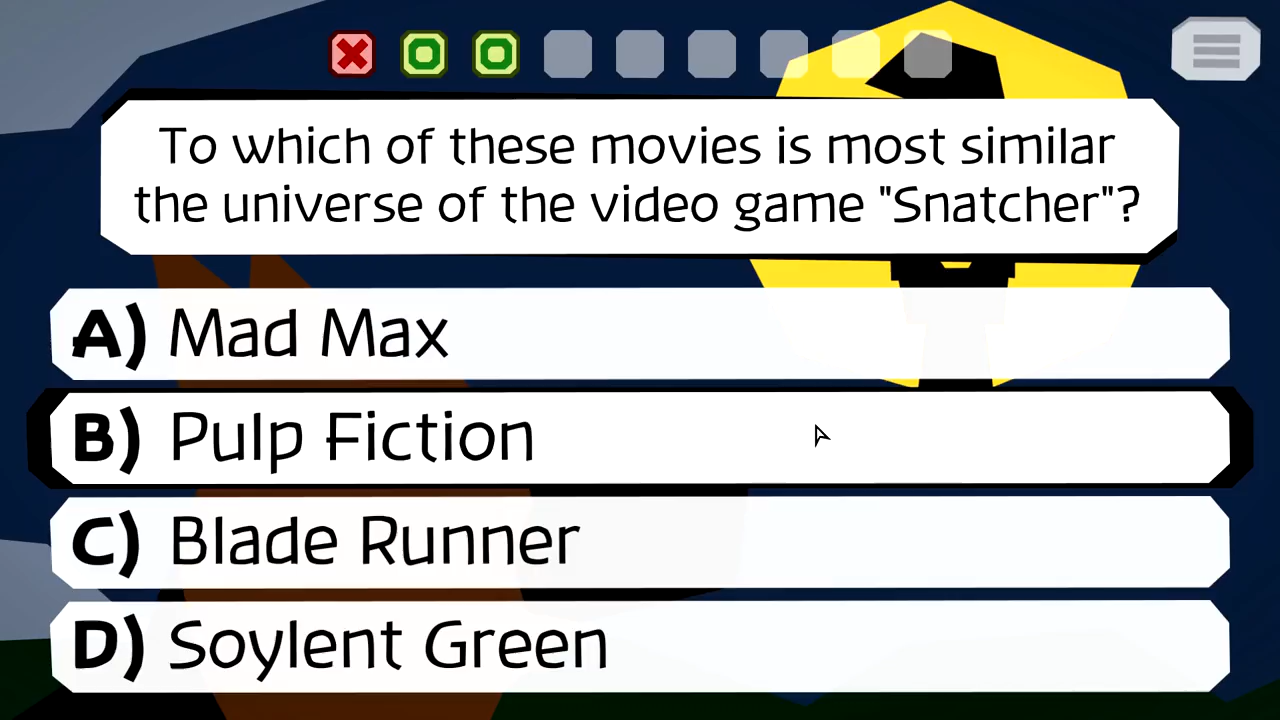 To which of these movies is most similar
the universe of the video game "Snatcher"?
A) Mad Max
B) Pulp Fiction
C) Blade Runner
D) Soylent Green